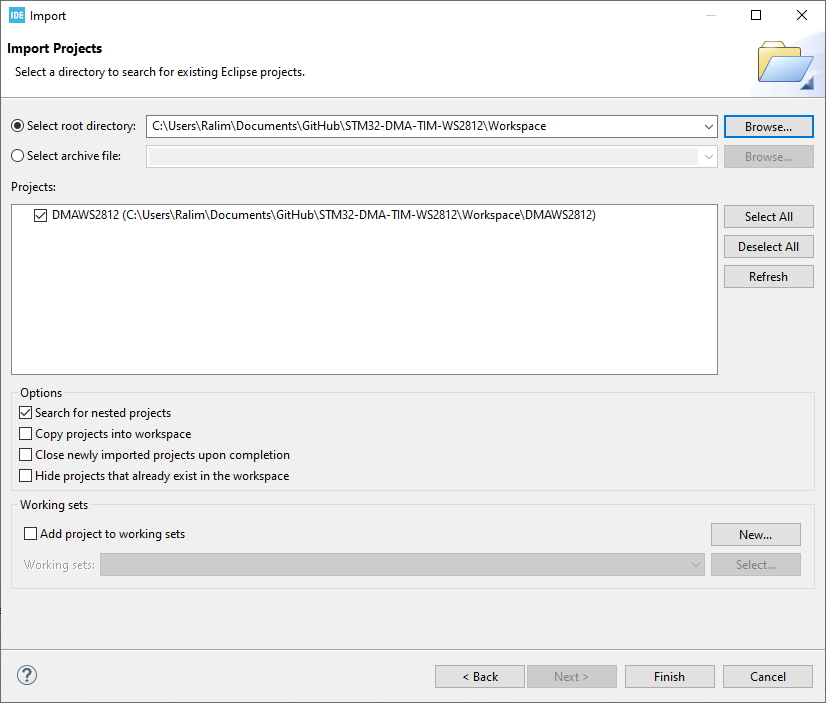 IDE Import
Import Projects
Select a directory to search for existing Eclipse projects.
Select root directory: C:\Users\Ralim\Documents\GitHub\STM32-DMA-TIM-WS2812\Workspace Browse...
Select archive file: Browse...
Projects:
DMAWS2812 (C:\Users\Ralim\Documents\GitHub\STM32-DMA-TIM-WS2812\Workspace\DMAWS2812) Select All
Deselect All
Refresh
Options
Search for nested projects
Copy projects into workspace
Close newly imported projects upon completion
Hide projects that already exist in the workspace
Working sets
Add project to working sets New...
Working sets: Select...
? < Back Next > Finish Cancel